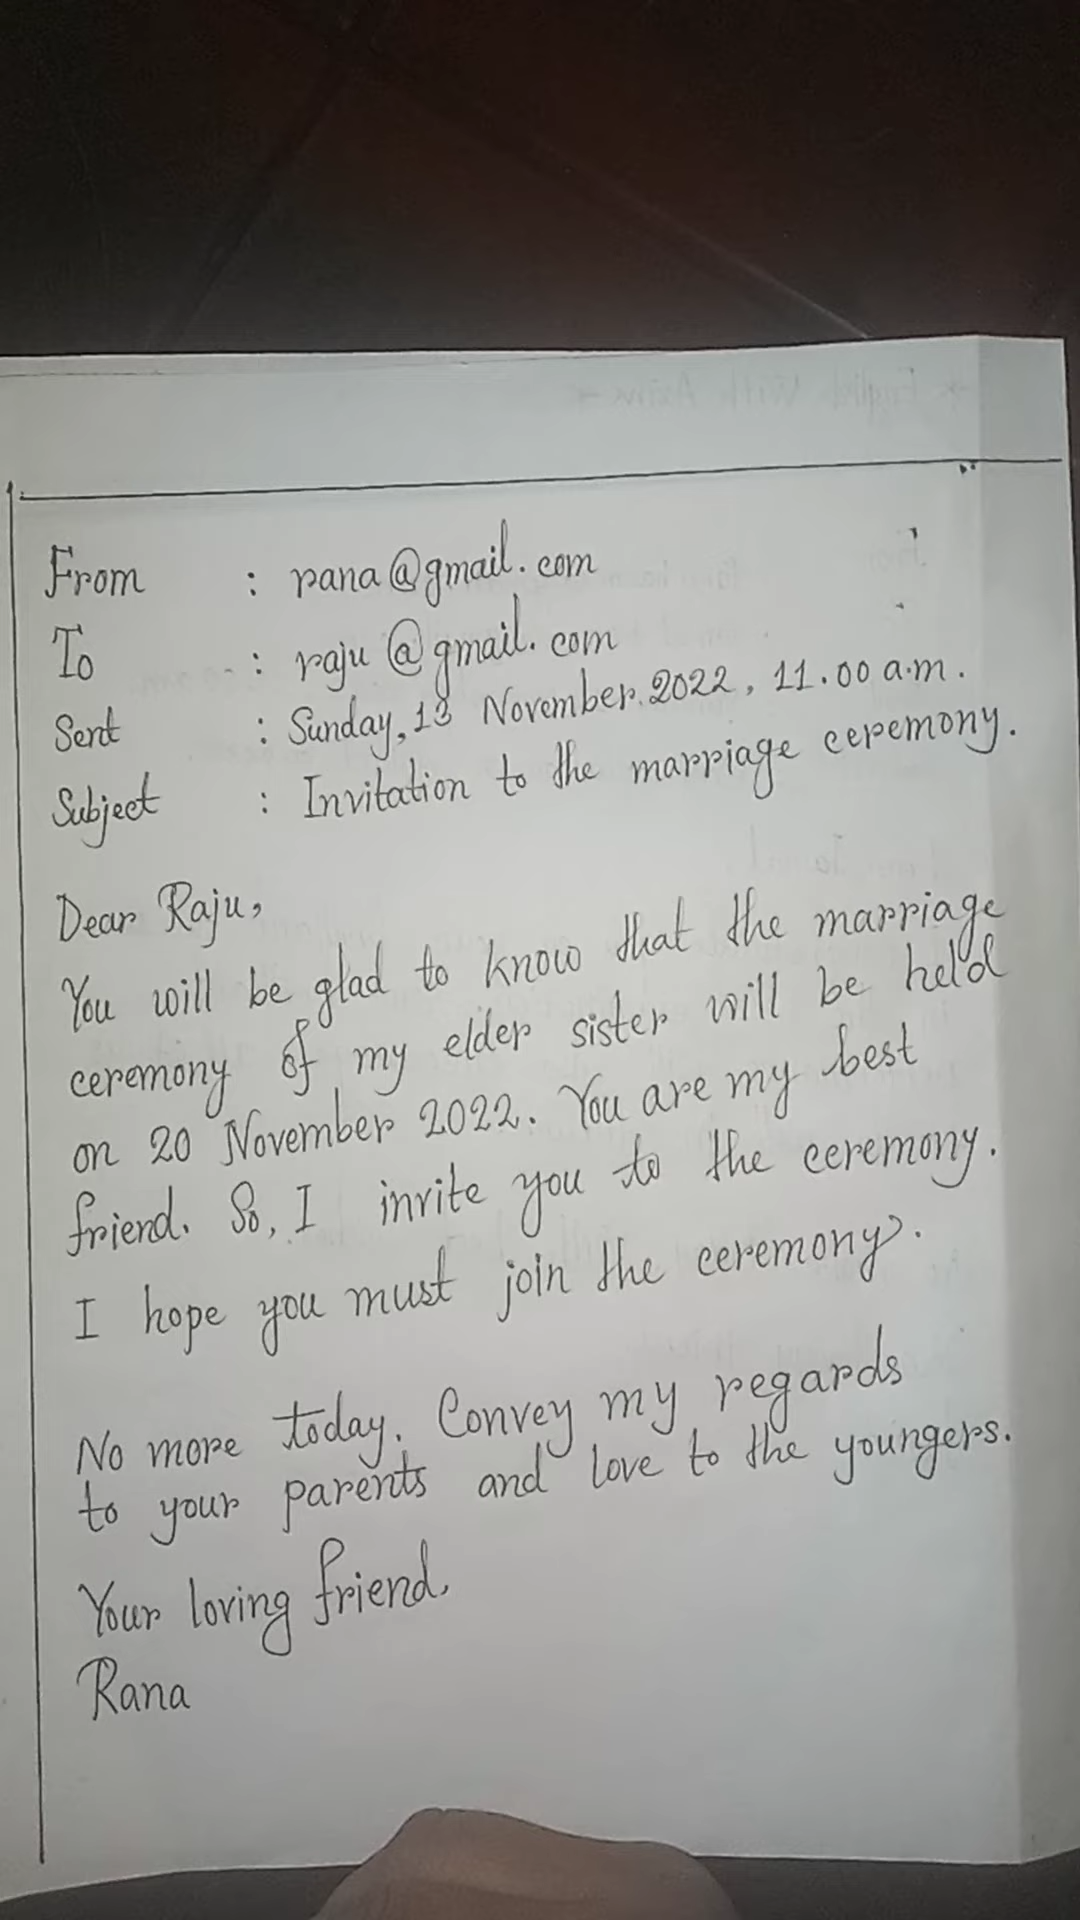 From : rana@gmail.com
To : raju@gmail.com
Sent : Sunday, 13 November, 2022, 11.00 a.m.
Subject : Invitation to the marriage ceremony.
Dear Raju,
You will be glad to know that the marriage
ceremony of my elder sister will be held
on 20 November 2022. You are my best
friend. So, I invite you to the ceremony.
I hope you must join the ceremony.
No more today. Convey my regards
to your parents and love to the youngers.
Your loving friend,
Rana